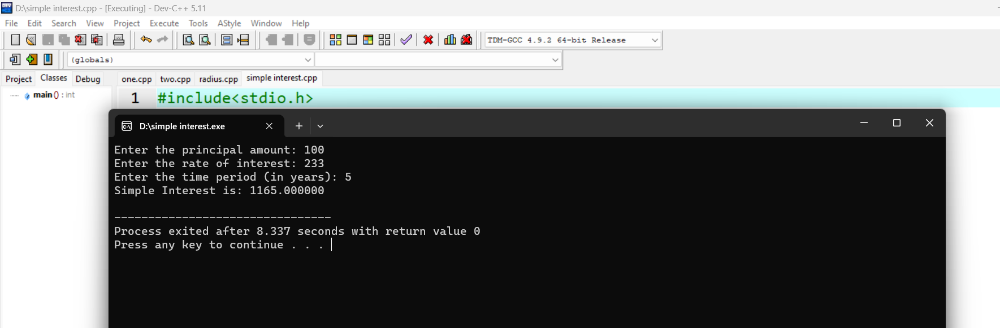 D:\simple interest.cpp - [Executing] - Dev-C++ 5.11
File Edit Search View Project Execute Tools AStyle Window Help
TDM-GCC 4.9.2 64-bit Release
(globals)
Project Classes Debug one.cpp two.cpp radius.cpp simple interest.cpp
main () : int
1 #include<stdio.h>
D:\simple interest.exe
Enter the principal amount: 100
Enter the rate of interest: 233
Enter the time period (in years): 5
Simple Interest is: 1165.000000
--------------------------------
Process exited after 8.337 seconds with return value 0
Press any key to continue . . .